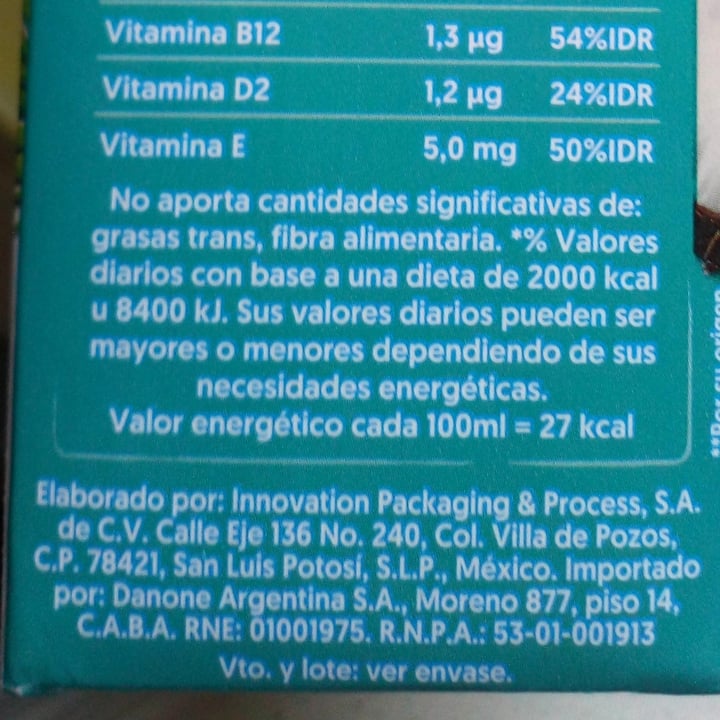 Vitamina B12 1,3 µg 54%IDR
Vitamina D2 1,2 µg 24%IDR
Vitamina E 5,0 mg 50%IDR
No aporta cantidades significativas de:
grasas trans, fibra alimentaria. *% Valores
diarios con base a una dieta de 2000 kcal
u 8400 kJ. Sus valores diarios pueden ser
mayores o menores dependiendo de sus
necesidades energéticas.
Valor energético cada 100ml = 27 kcal
Elaborado por: Innovation Packaging & Process, S.A.
de C.V. Calle Eje 136 No. 240, Col. Villa de Pozos,
C.P. 78421, San Luis Potosí, S.L.P., México. Importado
por: Danone Argentina S.A., Moreno 877, piso 14,
C.A.B.A. RNE: 01001975. R.N.P.A.: 53-01-001913
Vto. y lote: ver envase.